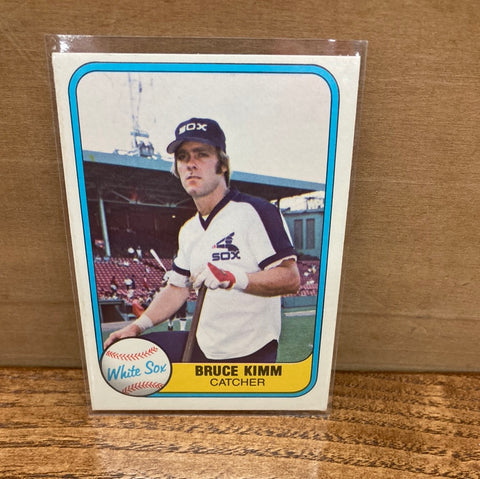 SOX
SOX
White Sox
BRUCE KIMM
CATCHER